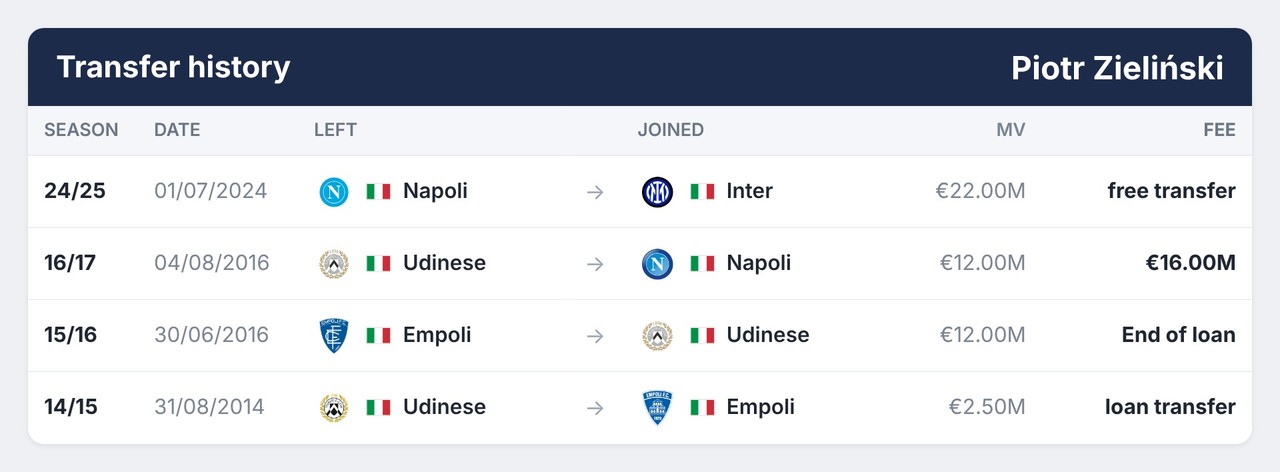 Transfer history Piotr Zieliński
SEASON DATE LEFT JOINED MV FEE
24/25 01/07/2024 N Napoli → Inter €22.00M free transfer
16/17 04/08/2016 Udinese → N Napoli €12.00M €16.00M
15/16 30/06/2016 Empoli → Udinese €12.00M End of loan
14/15 31/08/2014 Udinese → EMPOLI F.C. Empoli €2.50M loan transfer